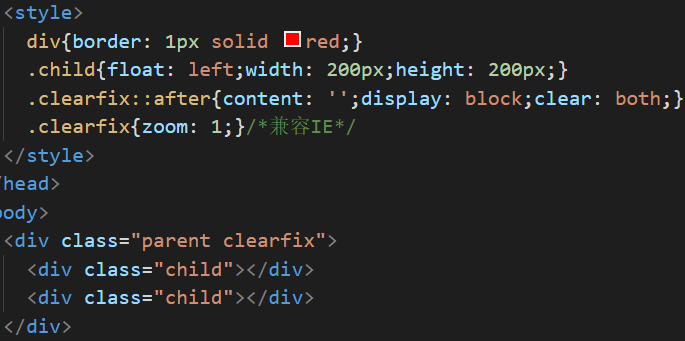 <style>
div{border: 1px solid red;}
.child{float: left;width: 200px;height: 200px;}
.clearfix::after{content: '';display: block;clear: both;}
.clearfix{zoom: 1;}/*兼容IE*/
</style>
/head>
body>
<div class="parent clearfix">
<div class="child"></div>
<div class="child"></div>
</div>